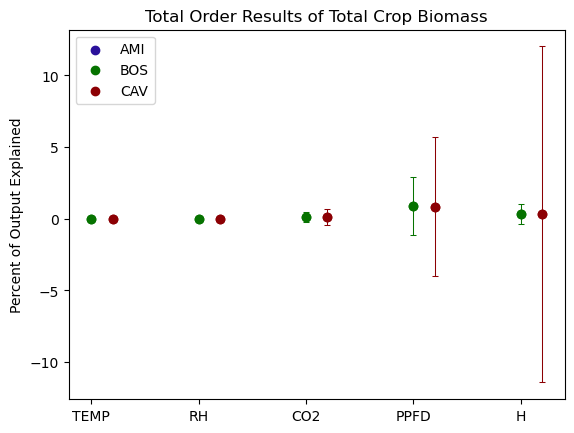 Total Order Results of Total Crop Biomass
AMI
BOS
CAV
Percent of Output Explained
10
5
0
−5
−10
TEMP
RH
CO2
PPFD
H